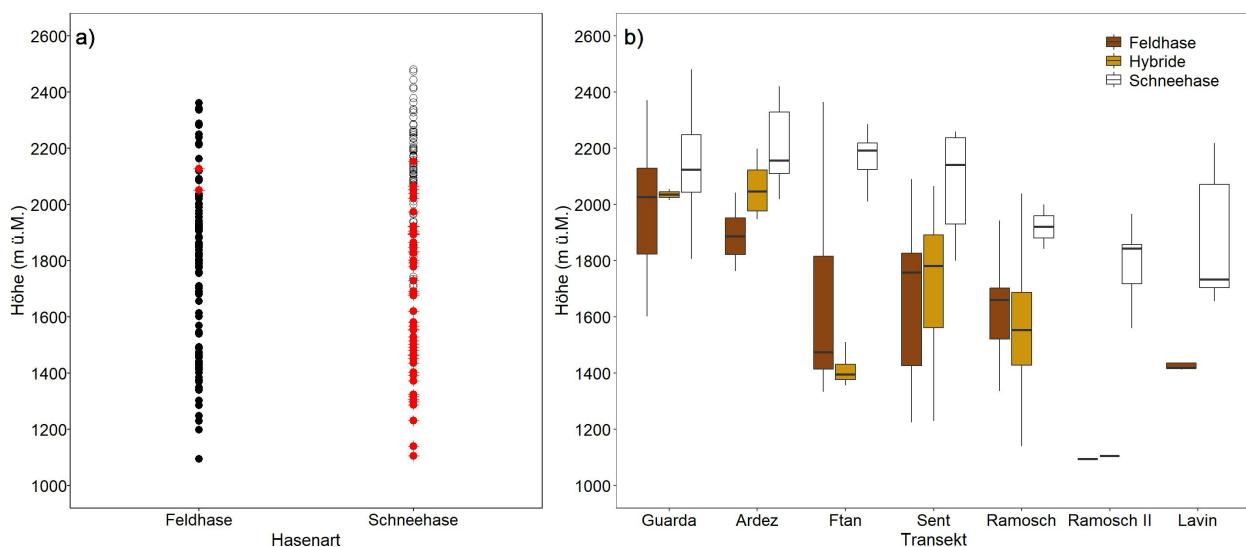 a)
2600
2400
2200
2000
1800
1600
1400
1200
1000
Höhe (m ü.M.)
Feldhase
Schneehase
Hasenart
b)
Feldhase
Hybride
Schneehase
2600
2400
2200
2000
1800
1600
1400
1200
1000
Höhe (m ü.M.)
Guarda
Ardez
Ftan
Sent
Ramosch
Ramosch II
Lavin
Transekt